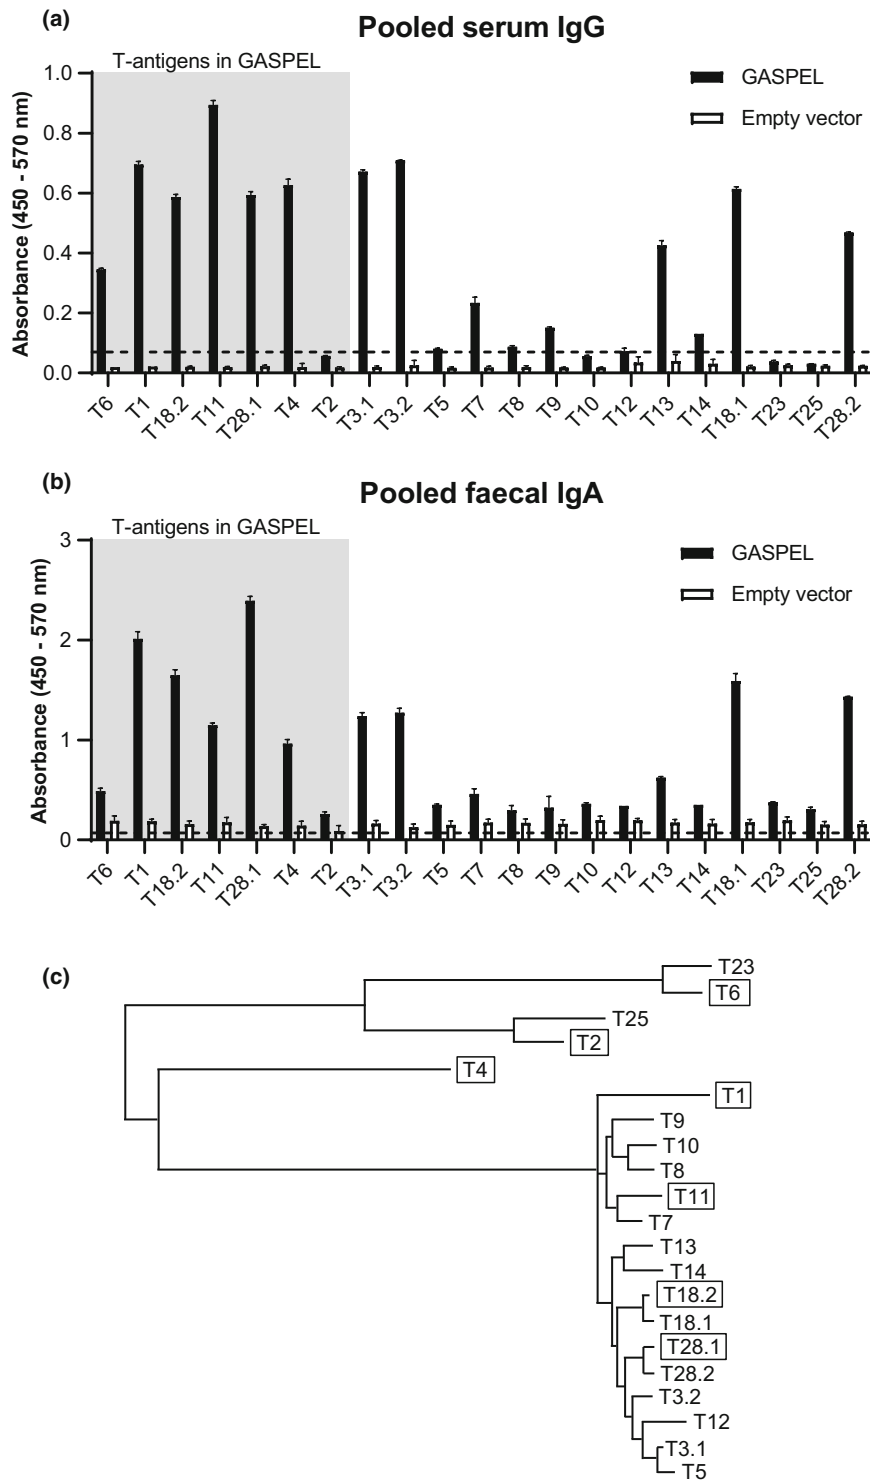 (a)
Pooled serum IgG
T-antigens in GASPEL
GASPEL
Empty vector
Absorbance (450 - 570 nm)
1.0
0.8
0.6
0.4
0.2
0.0
T6 T1 T18.2 T11 T28.1 T4 T2 T3.1 T3.2 T5 T7 T8 T9 T10 T12 T13 T14 T18.1 T23 T25 T28.2
(b)
Pooled faecal IgA
T-antigens in GASPEL
GASPEL
Empty vector
Absorbance (450 - 570 nm)
3
2
1
0
T6 T1 T18.2 T11 T28.1 T4 T2 T3.1 T3.2 T5 T7 T8 T9 T10 T12 T13 T14 T18.1 T23 T25 T28.2
(c)
T23
T6
T25
T2
T4
T1
T9
T10
T8
T11
T7
T13
T14
T18.2
T18.1
T28.1
T28.2
T3.2
T12
T3.1
T5